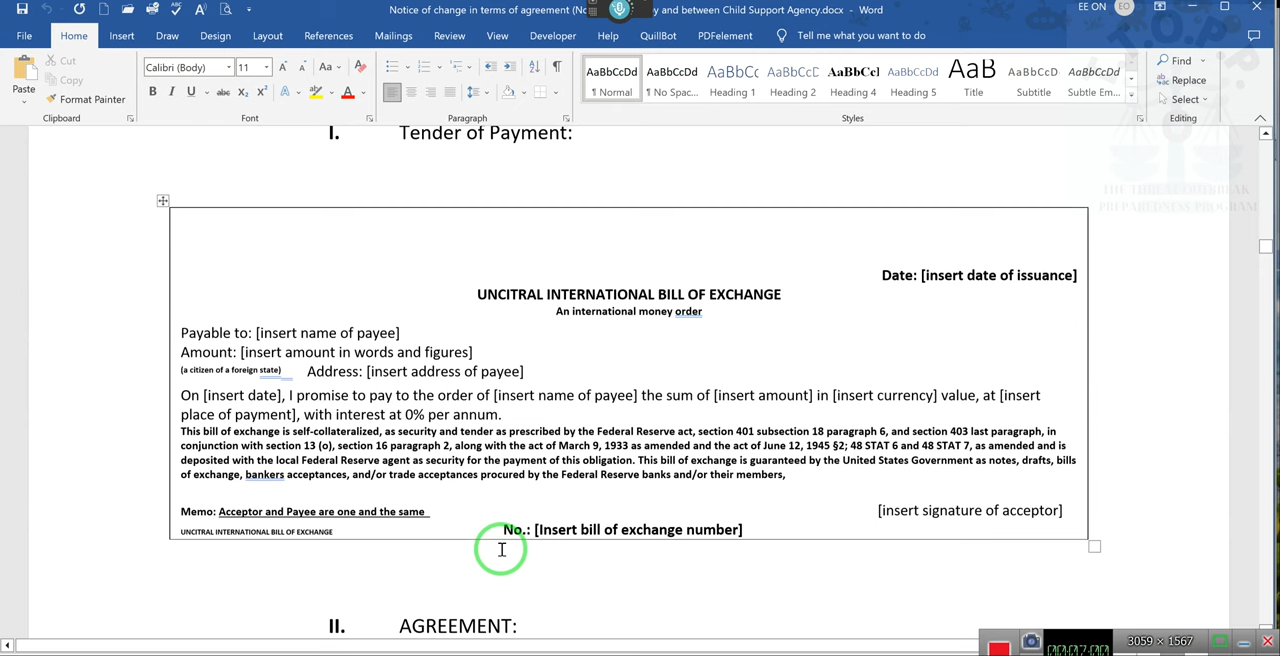 Notice of change in terms of agreement (No
y and between Child Support Agency.docx - Word
EE ON
EO
File Home Insert Draw Design Layout References Mailings Review View Developer Help QuillBot PDFelement Tell me what you want to do
Paste
Cut
Copy
Format Painter
Clipboard
Calibri (Body) 11
Font
Paragraph
AaBbCcDd AaBbCcDd AaBbCc AaBbCcD AaBbCcI AaBbCcDd AaB AaBbCcD AaBbCcDd
¶ Normal ¶ No Spac... Heading 1 Heading 2 Heading 4 Heading 5 Title Subtitle Subtle Em...
Styles
Find
Replace
Select
Editing
T.O.P.P
THE THREAT OUTBREAK
PREPAREDNESS PROGRAM
I. Tender of Payment:
Date: [insert date of issuance]
UNCITRAL INTERNATIONAL BILL OF EXCHANGE
An international money order
Payable to: [insert name of payee]
Amount: [insert amount in words and figures]
(a citizen of a foreign state) Address: [insert address of payee]
On [insert date], I promise to pay to the order of [insert name of payee] the sum of [insert amount] in [insert currency] value, at [insert
place of payment], with interest at 0% per annum.
This bill of exchange is self-collateralized, as security and tender as prescribed by the Federal Reserve act, section 401 subsection 18 paragraph 6, and section 403 last paragraph, in
conjunction with section 13 (o), section 16 paragraph 2, along with the act of March 9, 1933 as amended and the act of June 12, 1945 §2; 48 STAT 6 and 48 STAT 7, as amended and is
deposited with the local Federal Reserve agent as security for the payment of this obligation. This bill of exchange is guaranteed by the United States Government as notes, drafts, bills
of exchange, bankers acceptances, and/or trade acceptances procured by the Federal Reserve banks and/or their members,
Memo: Acceptor and Payee are one and the same
[insert signature of acceptor]
UNCITRAL INTERNATIONAL BILL OF EXCHANGE
No.: [Insert bill of exchange number]
II. AGREEMENT:
00:07:00
3059 × 1567